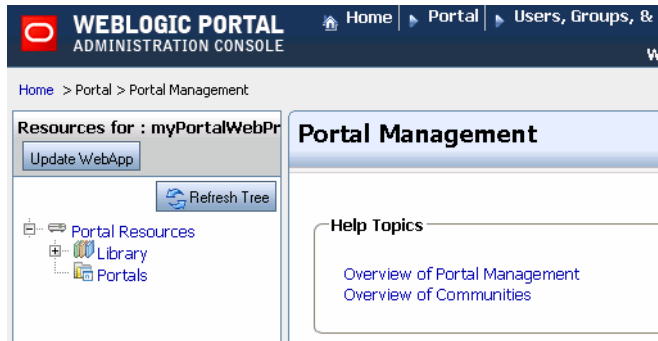 WEBLOGIC PORTAL
ADMINISTRATION CONSOLE
Home Portal Users, Groups, &
Home > Portal > Portal Management
Resources for : myPortalWebPr
Update WebApp
Refresh Tree
Portal Resources
Library
Portals
Portal Management
Help Topics
Overview of Portal Management
Overview of Communities